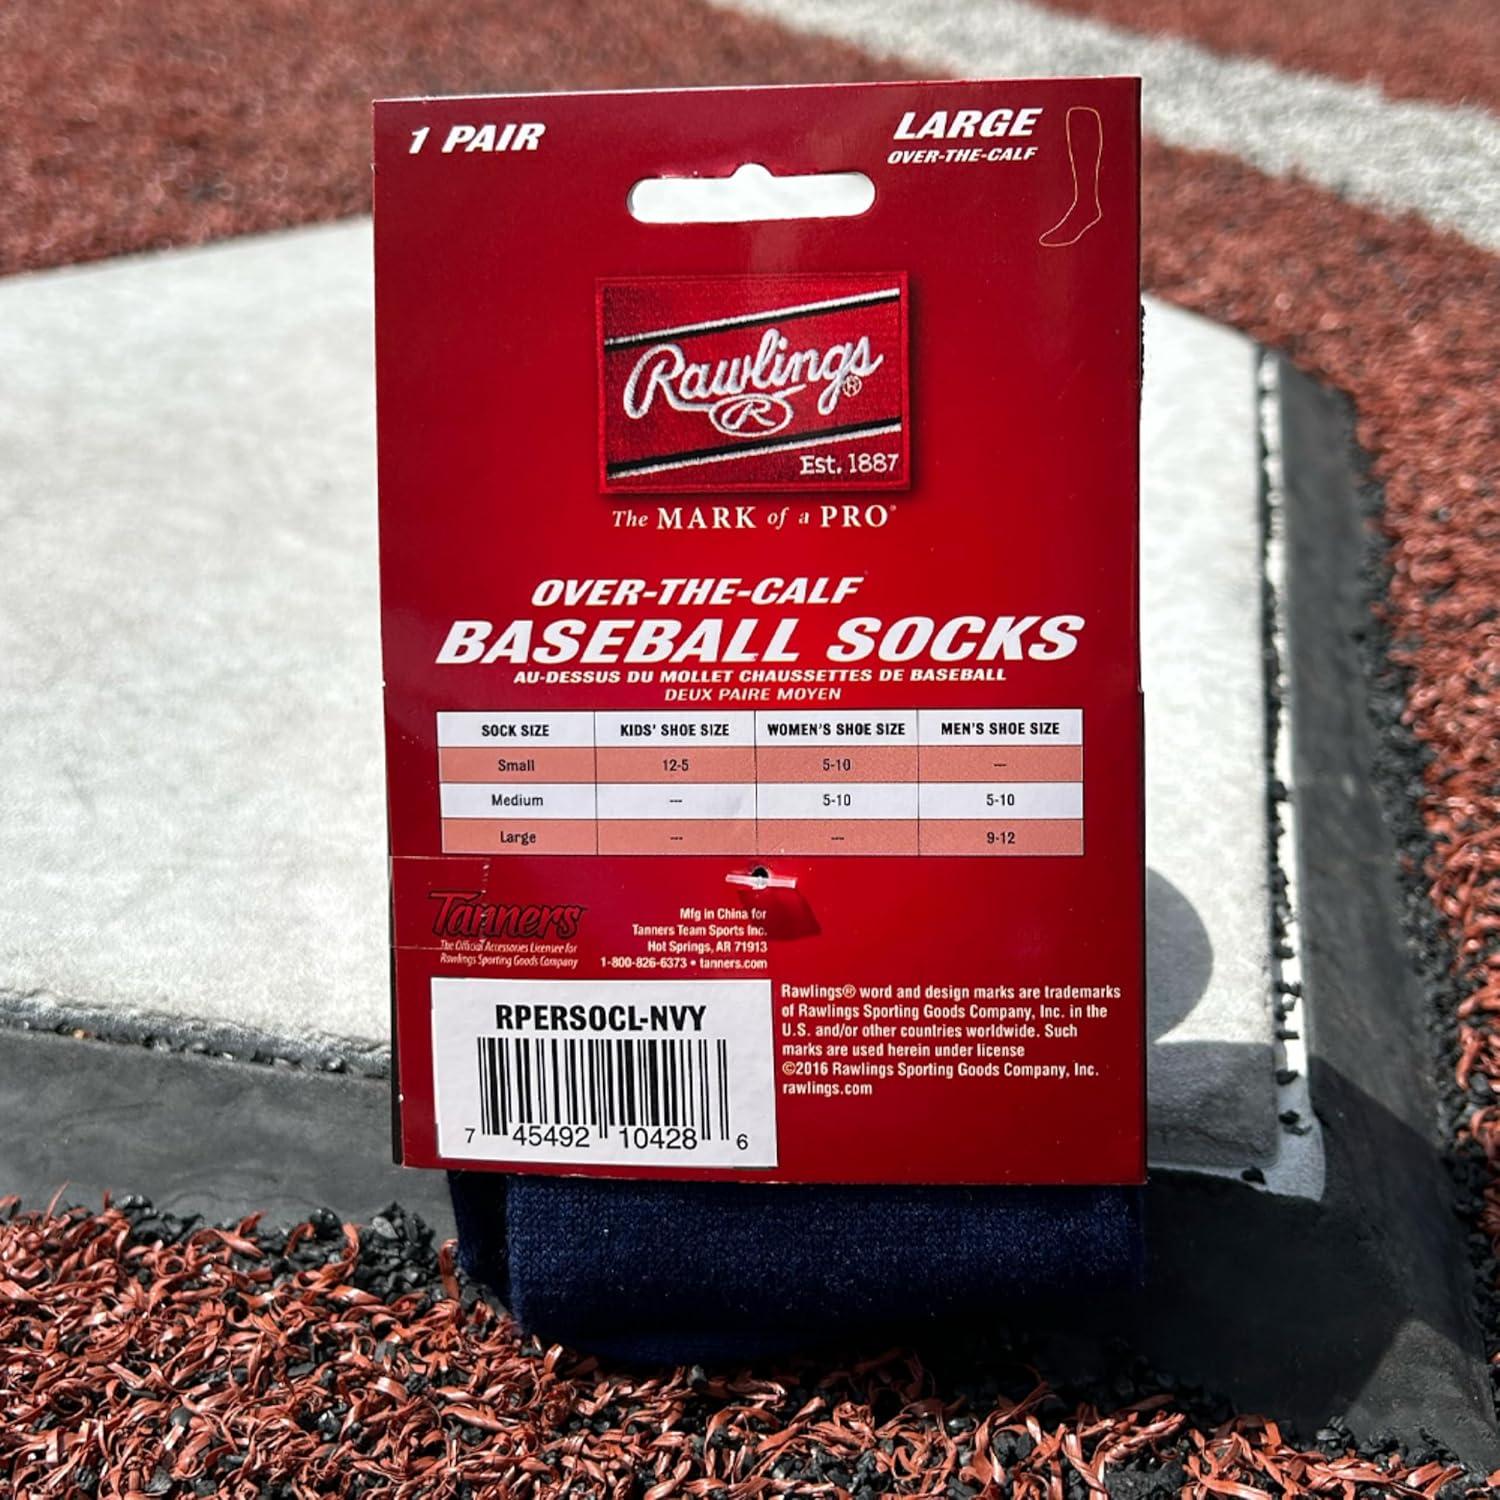 1 PAIR
LARGE
OVER-THE-CALF
Rawlings®
R
Est. 1887
The MARK of a PRO®
OVER-THE-CALF
BASEBALL SOCKS
AU-DESSUS DU MOLLET CHAUSSETTES DE BASEBALL
DEUX PAIRE MOYEN
SOCK SIZE KIDS' SHOE SIZE WOMEN'S SHOE SIZE MEN'S SHOE SIZE
Small 12-5 5-10 ---
Medium --- 5-10 5-10
Large --- --- 9-12
Tanners
The Official Accessories Licensee for
Rawlings Sporting Goods Company
Mfg in China for
Tanners Team Sports Inc.
Hot Springs, AR 71913
1-800-826-6373 • tanners.com
RPERSOCL-NVY
7 45492 10428 6
Rawlings® word and design marks are trademarks
of Rawlings Sporting Goods Company, Inc. in the
U.S. and/or other countries worldwide. Such
marks are used herein under license
©2016 Rawlings Sporting Goods Company, Inc.
rawlings.com